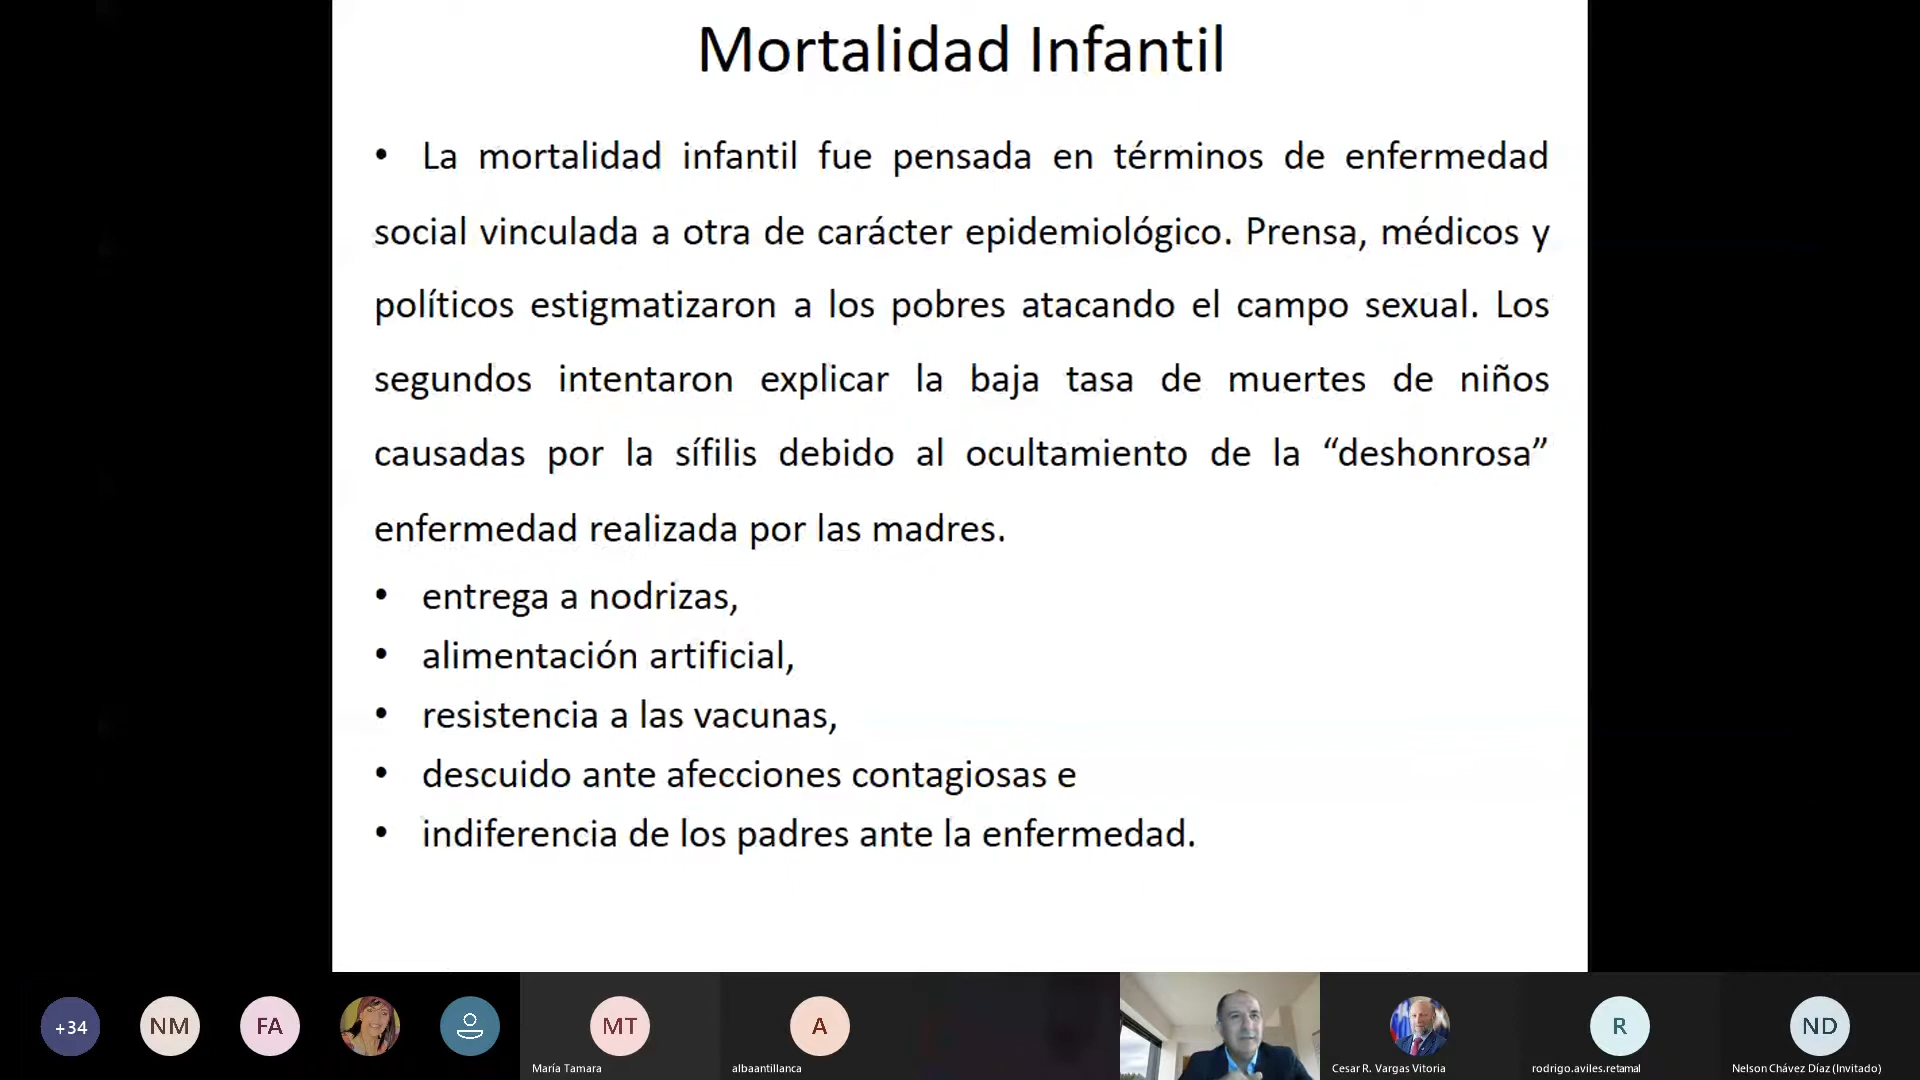 Mortalidad Infantil
• La mortalidad infantil fue pensada en términos de enfermedad
social vinculada a otra de carácter epidemiológico. Prensa, médicos y
políticos estigmatizaron a los pobres atacando el campo sexual. Los
segundos intentaron explicar la baja tasa de muertes de niños
causadas por la sífilis debido al ocultamiento de la “deshonrosa”
enfermedad realizada por las madres.
• entrega a nodrizas,
• alimentación artificial,
• resistencia a las vacunas,
• descuido ante afecciones contagiosas e
• indiferencia de los padres ante la enfermedad.
+34 NM FA MT A R ND
María Tamara albaantillanca Cesar R. Vargas Vitoria rodrigo.aviles.retamal Nelson Chávez Díaz (Invitado)